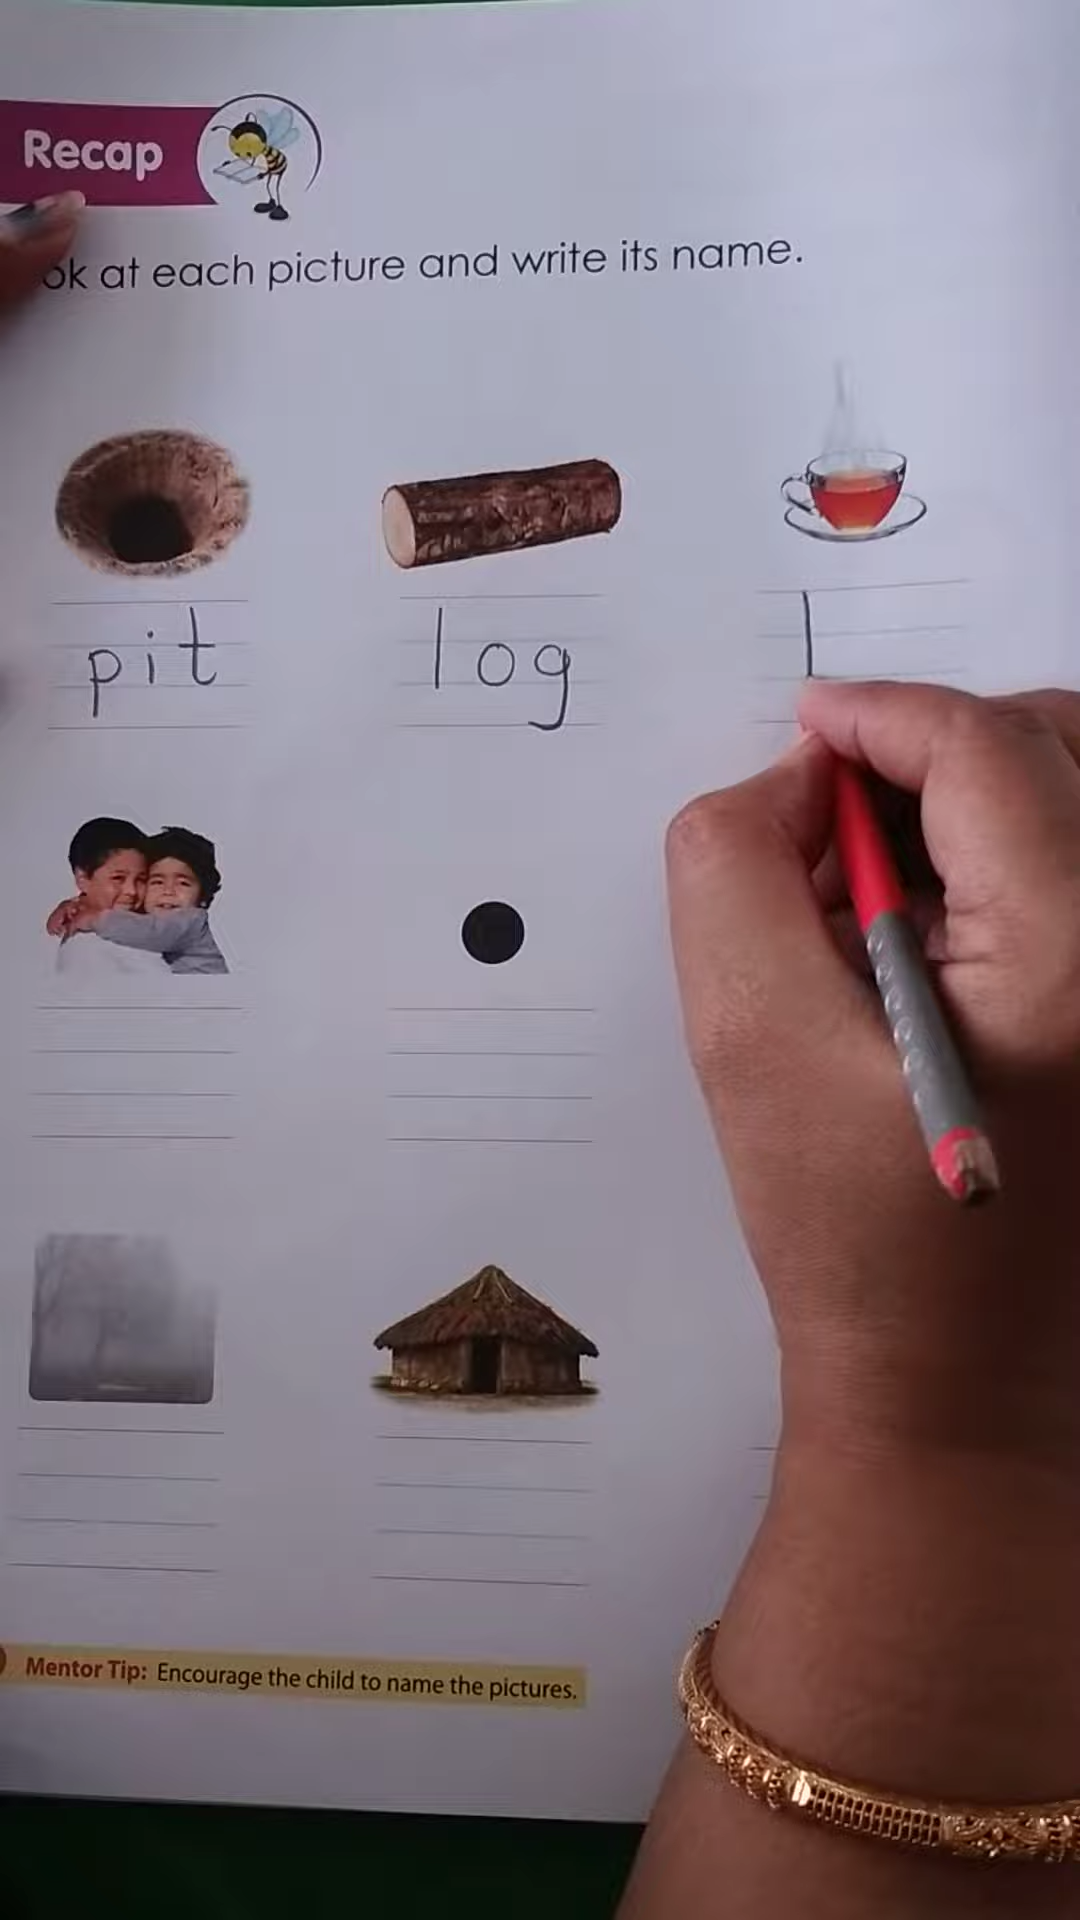 Recap
ok at each picture and write its name.
pit log
Mentor Tip: Encourage the child to name the pictures.